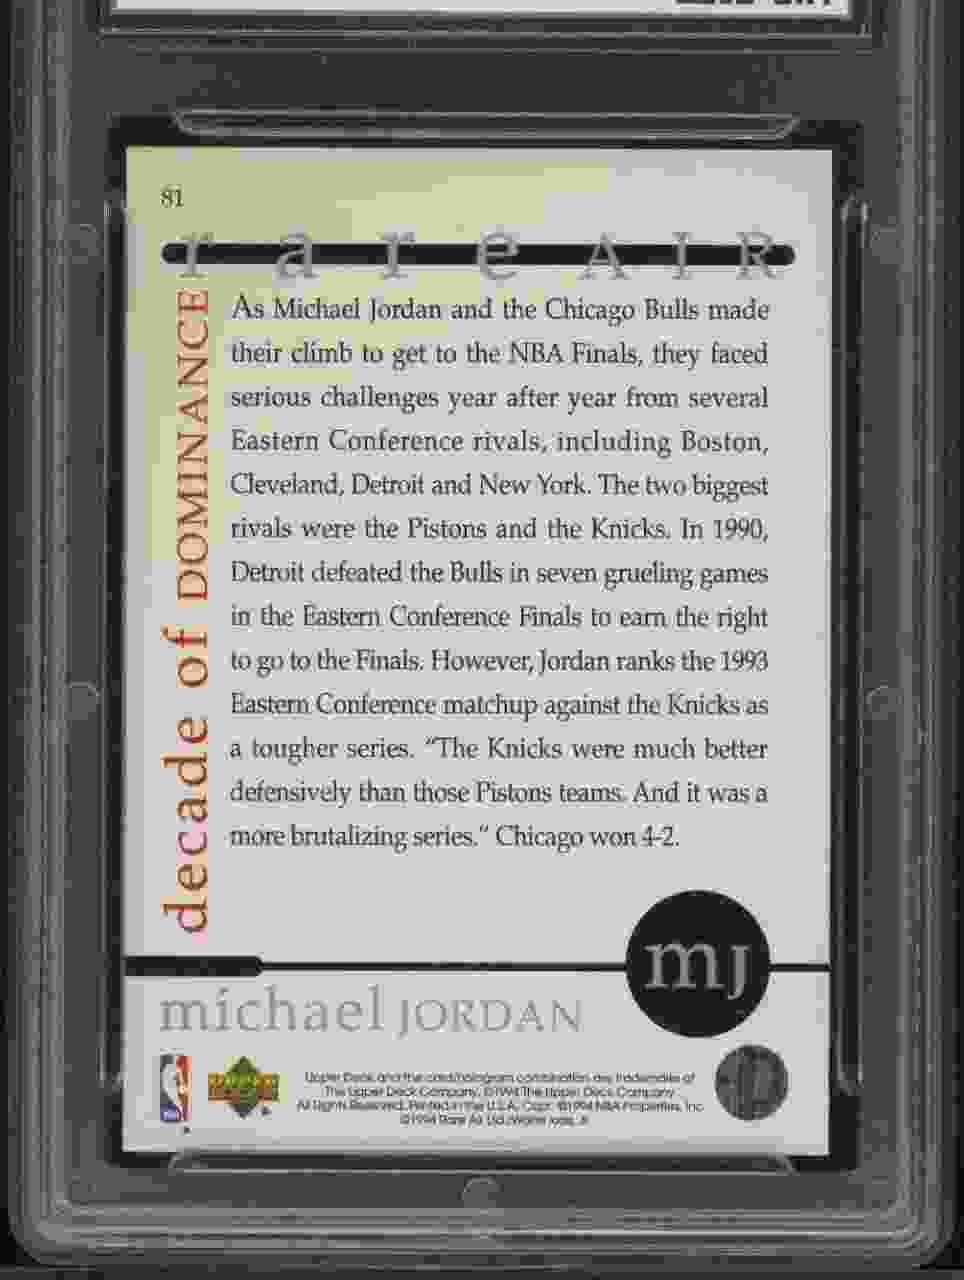 81
rareAIR
decade of DOMINANCE
As Michael Jordan and the Chicago Bulls made
their climb to get to the NBA Finals, they faced
serious challenges year after year from several
Eastern Conference rivals, including Boston,
Cleveland, Detroit and New York. The two biggest
rivals were the Pistons and the Knicks. In 1990,
Detroit defeated the Bulls in seven grueling games
in the Eastern Conference Finals to earn the right
to go to the Finals. However, Jordan ranks the 1993
Eastern Conference matchup against the Knicks as
a tougher series. “The Knicks were much better
defensively than those Pistons teams. And it was a
more brutalizing series.” Chicago won 4-2.
mJ
michael JORDAN
Upper Deck and the card/hologram combination are trademarks of
The Upper Deck Company. ©1994 The Upper Deck Company.
All Rights Reserved. Printed in the U.S.A. Copr. ©1994 NBA Properties, Inc.
©1994 Rare Air Ltd.